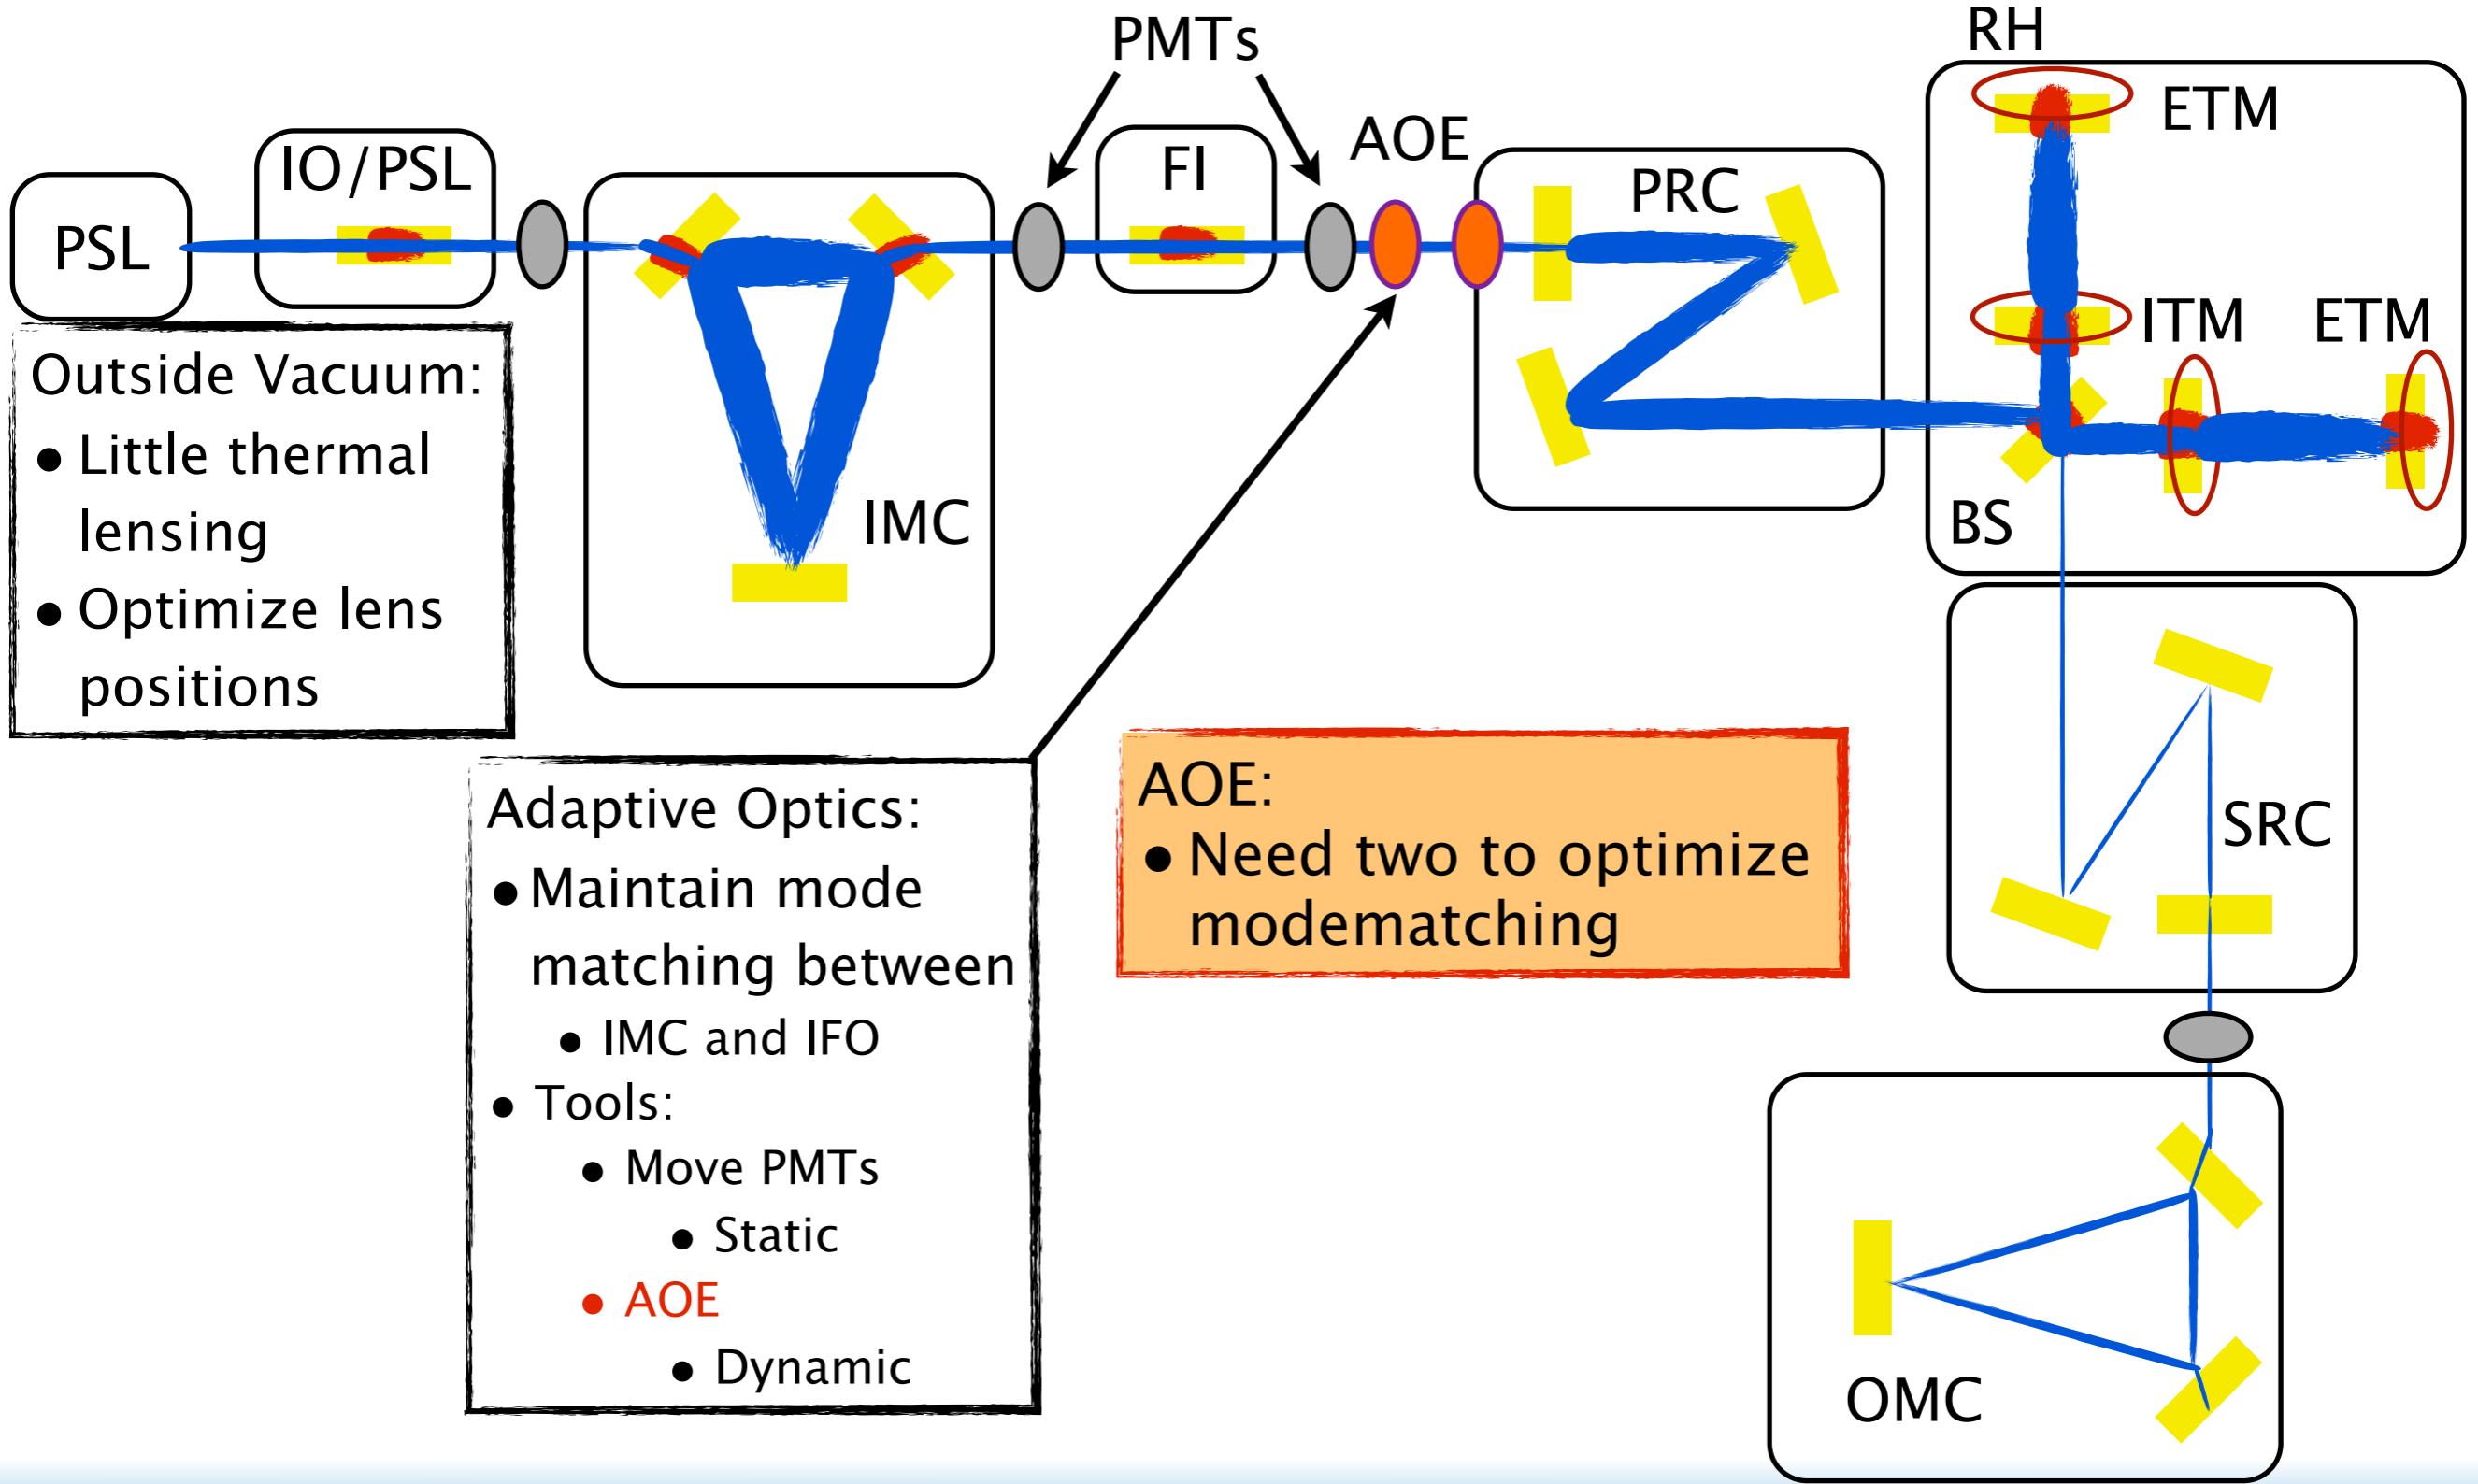 PMTs
RH
ETM
AOE
IO/PSL
FI
PRC
PSL
ITM
ETM
Outside Vacuum:
● Little thermal
lensing
● Optimize lens
positions
IMC
BS
AOE:
● Need two to optimize
modematching
Adaptive Optics:
● Maintain mode
matching between
● IMC and IFO
● Tools:
● Move PMTs
● Static
● AOE
● Dynamic
SRC
OMC